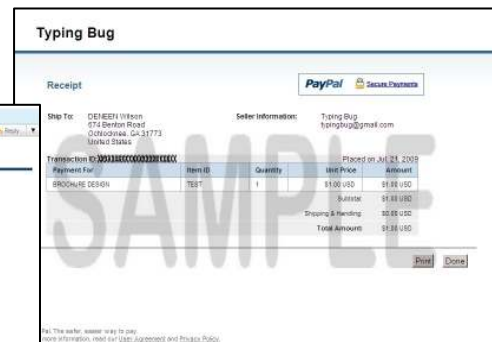 Typing Bug
Receipt
PayPal Secure Payments
Ship To: DENEEN Wilson Seller Information: Typing Bug
674 Benton Road typingbug@gmail.com
Ochlocknee, GA 31773
United States
Reply
SAMPLE
Transaction ID: Placed on Jul 21, 2009
Payment For Item ID Quantity Unit Price Amount
BROCHURE DESIGN TEST 1 $1.00 USD $1.00 USD
Subtotal: $1.00 USD
Shipping & Handling $0.00 USD
Total Amount: $1.00 USD
Print Done
Pal. The safer, easier way to pay
more information, read our User Agreement and Privacy Policy.